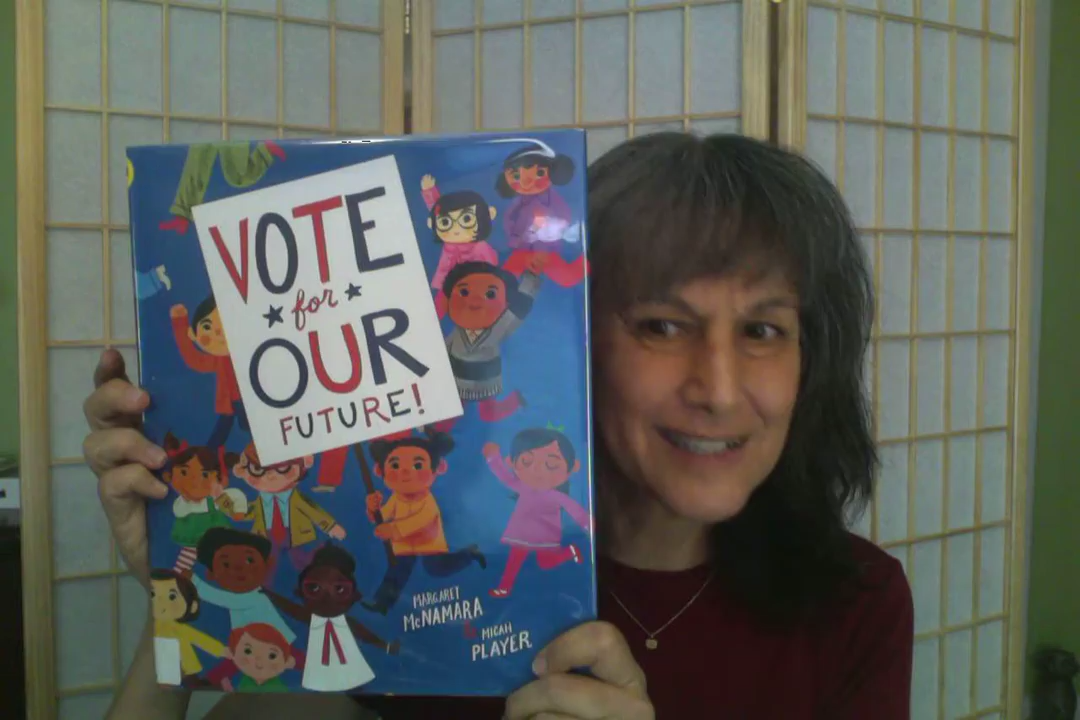 VOTE
for
OUR
FUTURE!
MARGARET
McNAMARA
&
MICAH
PLAYER